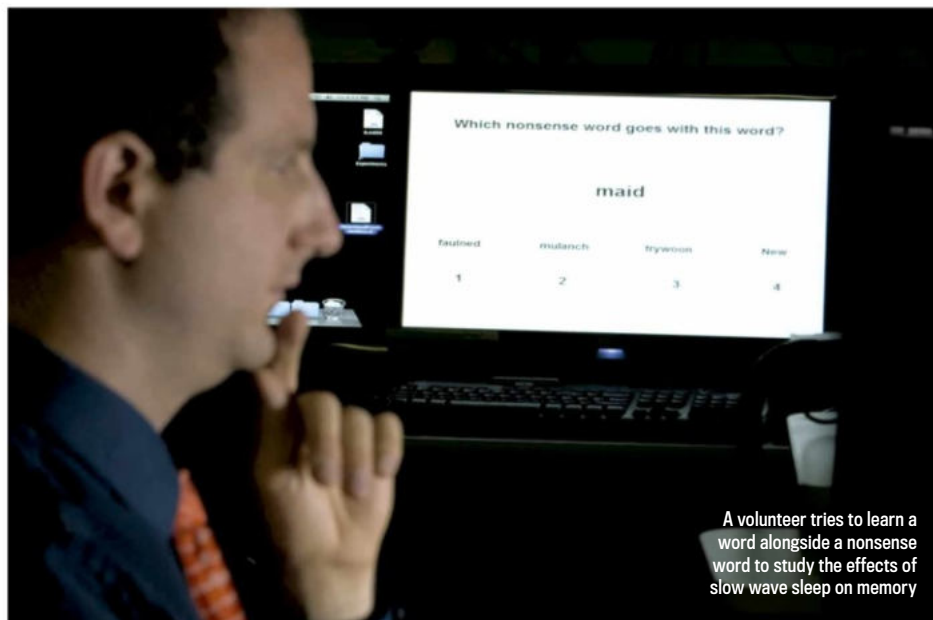 Which nonsense word goes with this word?
maid
faulned mulanch frywoon New
1 2 3 4
A volunteer tries to learn a
word alongside a nonsense
word to study the effects of
slow wave sleep on memory